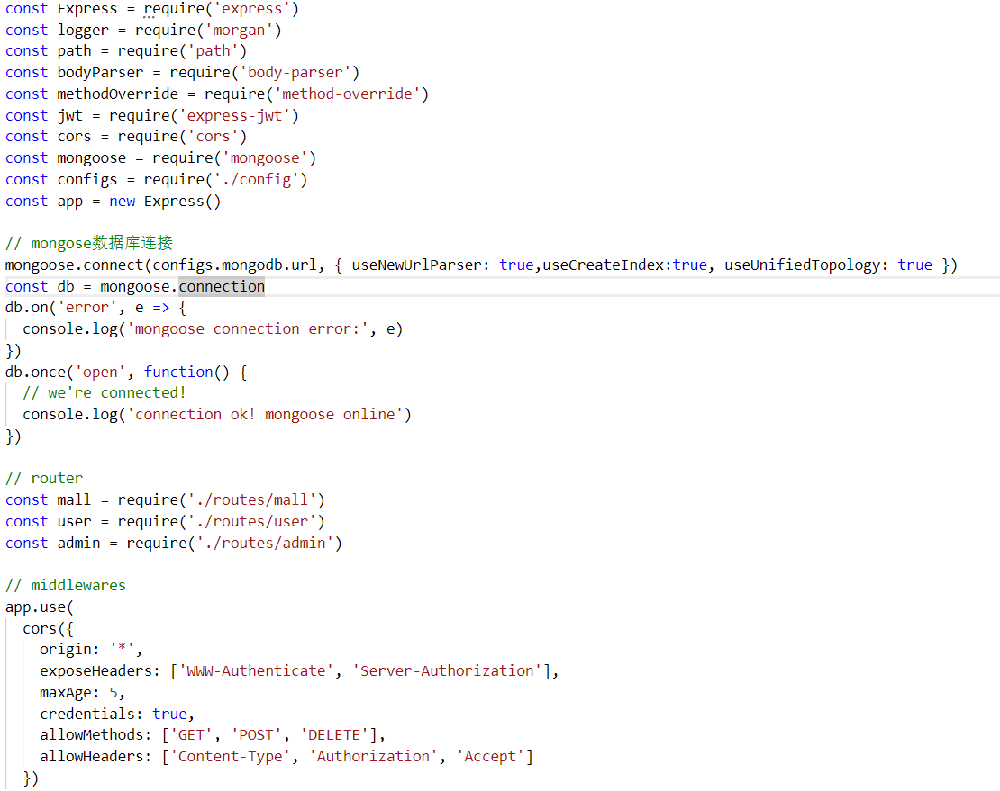 const Express = require('express')
const logger = require('morgan')
const path = require('path')
const bodyParser = require('body-parser')
const methodOverride = require('method-override')
const jwt = require('express-jwt')
const cors = require('cors')
const mongoose = require('mongoose')
const configs = require('./config')
const app = new Express()
// mongose数据库连接
mongoose.connect(configs.mongodb.url, { useNewUrlParser: true,useCreateIndex:true, useUnifiedTopology: true })
const db = mongoose.connection
db.on('error', e => {
  console.log('mongoose connection error:', e)
})
db.once('open', function() {
  // we're connected!
  console.log('connection ok! mongoose online')
})
// router
const mall = require('./routes/mall')
const user = require('./routes/user')
const admin = require('./routes/admin')
// middlewares
app.use(
  cors({
    origin: '*',
    exposeHeaders: ['WWW-Authenticate', 'Server-Authorization'],
    maxAge: 5,
    credentials: true,
    allowMethods: ['GET', 'POST', 'DELETE'],
    allowHeaders: ['Content-Type', 'Authorization', 'Accept']
  })